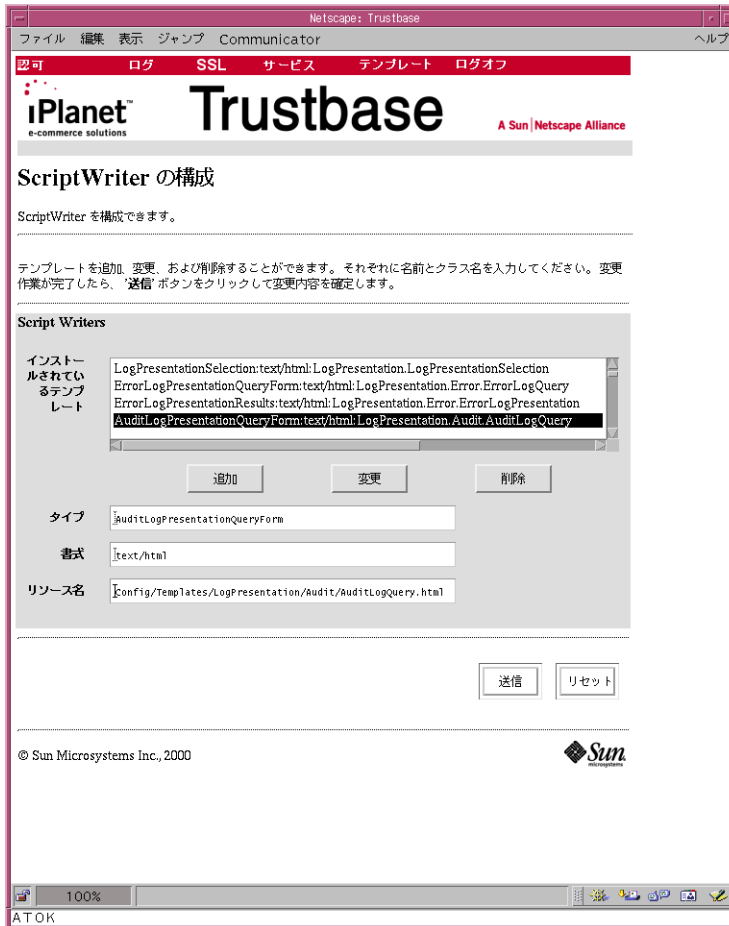 Netscape: Trustbase
ファイル 編集 表示 ジャンプ Communicator ヘルプ
認可 ログ SSL サービス テンプレート ログオフ
iPlanet™ Trustbase
e-commerce solutions A Sun|Netscape Alliance
ScriptWriter の構成
ScriptWriter を構成できます。
テンプレートを追加、変更、および削除することができます。それぞれに名前とクラス名を入力してください。変更
作業が完了したら、'送信' ボタンをクリックして変更内容を確定します。
Script Writers
インストー
ルされてい
るテンプ
レート
LogPresentationSelection:text/html:LogPresentation.LogPresentationSelection
ErrorLogPresentationQueryForm:text/html:LogPresentation.Error.ErrorLogQuery
ErrorLogPresentationResults:text/html:LogPresentation.Error.ErrorLogPresentation
AuditLogPresentationQueryForm:text/html:LogPresentation.Audit.AuditLogQuery
追加 変更 削除
タイプ AuditLogPresentationQueryForm
書式 text/html
リソース名 Config/Templates/LogPresentation/Audit/AuditLogQuery.html
送信 リセット
© Sun Microsystems Inc., 2000 Sun
microsystems
100%
ATOK